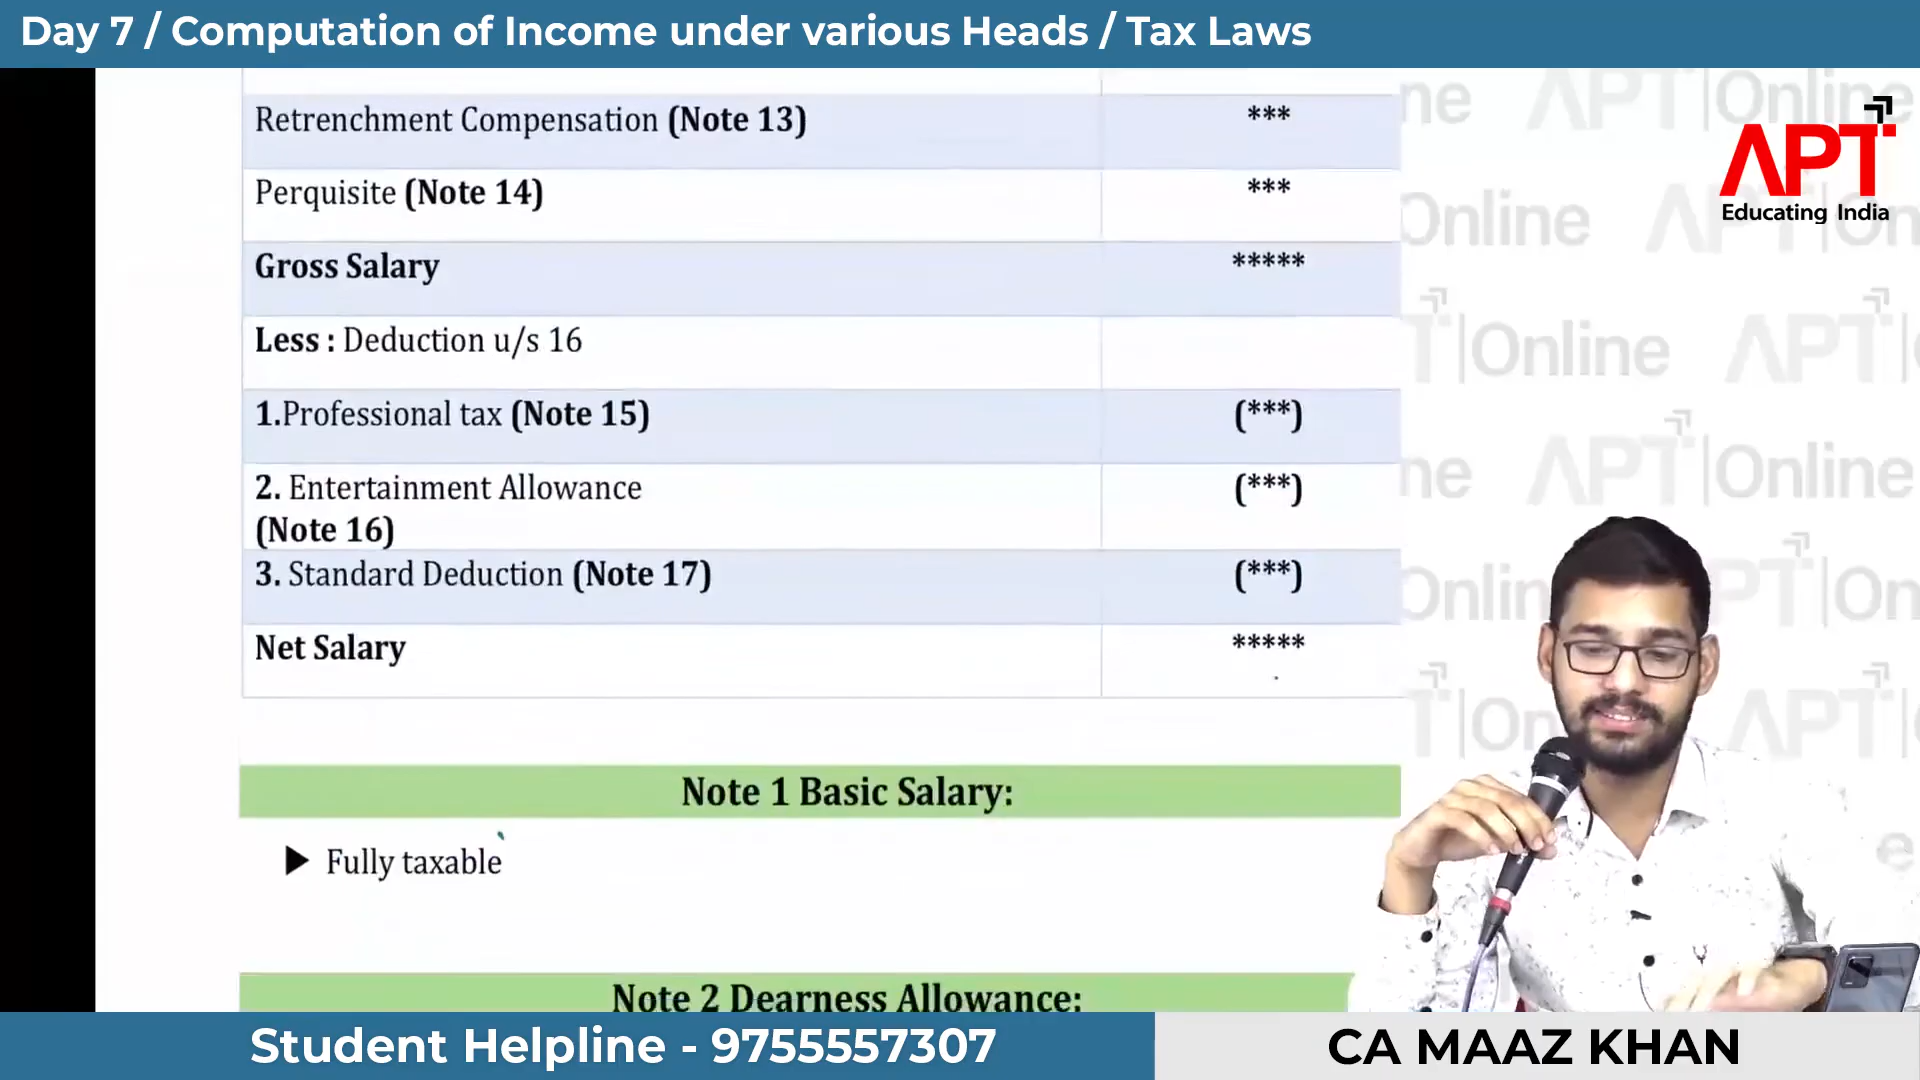 Day 7 / Computation of Income under various Heads / Tax Laws
Retrenchment Compensation (Note 13) ***
Perquisite (Note 14) ***
Gross Salary *****
Less : Deduction u/s 16
1.Professional tax (Note 15) (***)
2. Entertainment Allowance (***)
(Note 16)
3. Standard Deduction (Note 17) (***)
Net Salary *****
Note 1 Basic Salary:
Fully taxable
Note 2 Dearness Allowance:
APT
Educating India
APT|Online
Student Helpline - 9755557307
CA MAAZ KHAN